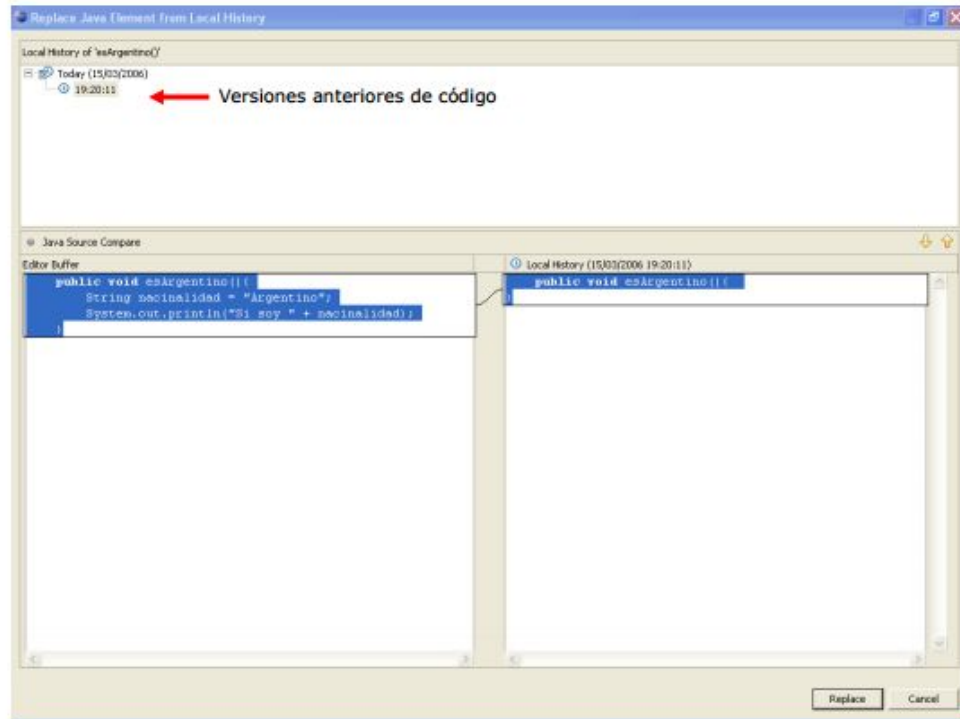 Replace Java Element from Local History
Local History of 'esArgentino()'
Today (15/03/2006)
19:20:11
Versiones anteriores de código
Java Source Compare
Editor Buffer
Local History (15/03/2006 19:20:11)
public void esArgentino(){
String nacinalidad = "Argentino";
System.out.println("Si soy " + nacinalidad);
}
public void esArgentino(){
}
Replace
Cancel